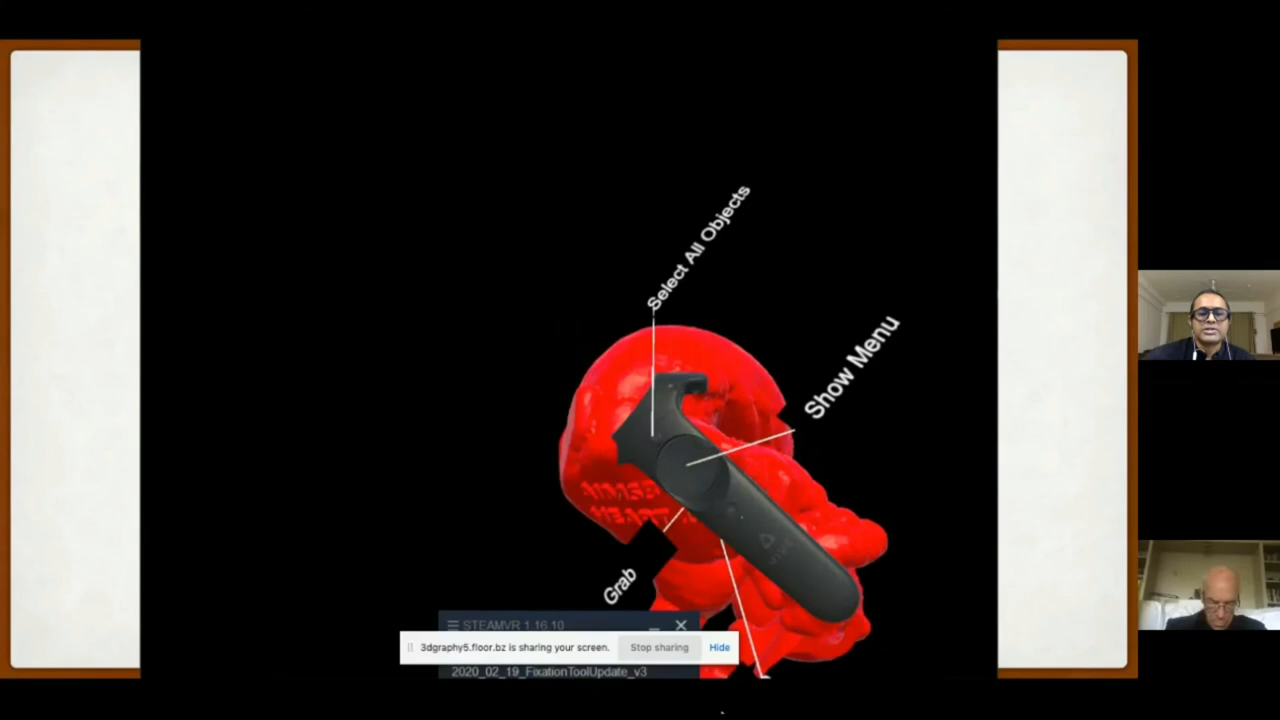 Select All Objects
Show Menu
HEART
Grab
STEAMVR 1.16.10
3dgraphy5.floor.bz is sharing your screen. Stop sharing Hide
2020_02_19_FixationToolUpdate_v3